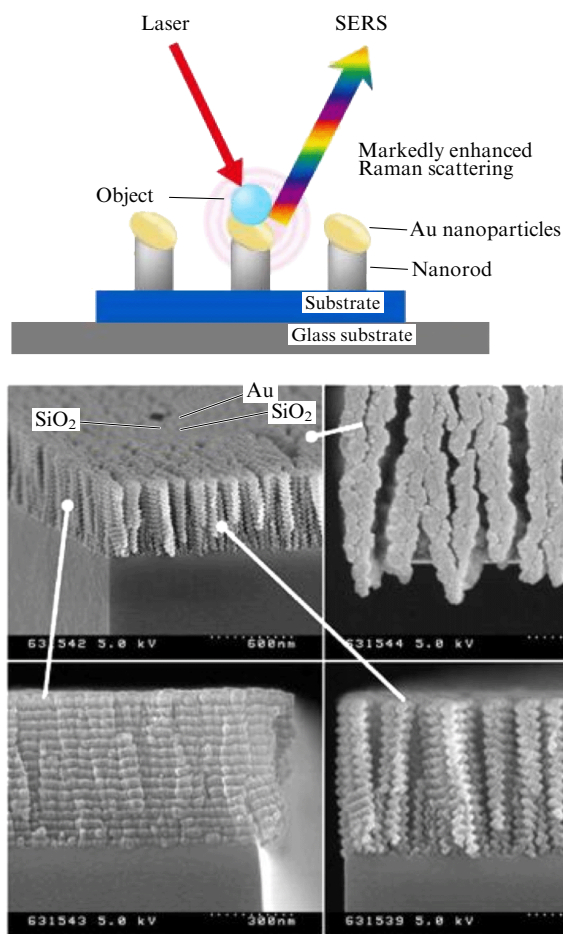 Laser
SERS
Markedly enhanced
Raman scattering
Object
Au nanoparticles
Nanorod
Substrate
Glass substrate
Au
SiO₂
SiO₂
631542 5.0 kV 600nm
631544 5.0 kV
631543 5.0 kV 300nm
631539 5.0 kV